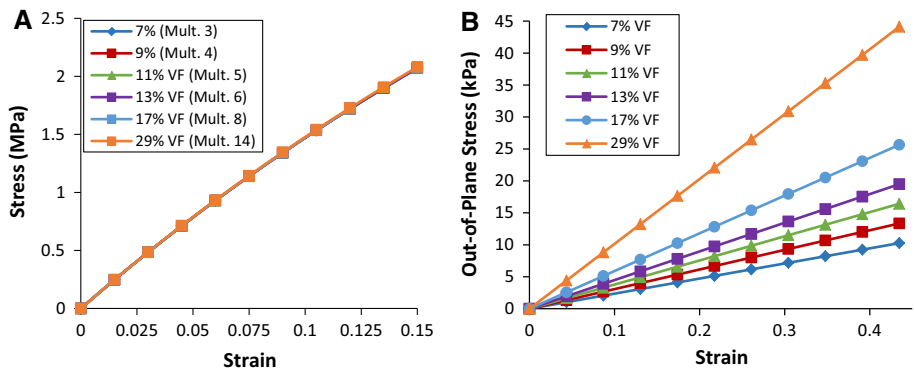 A
Stress (MPa)
2.5
2
1.5
1
0.5
0
7% (Mult. 3)
9% (Mult. 4)
11% VF (Mult. 5)
13% VF (Mult. 6)
17% VF (Mult. 8)
29% VF (Mult. 14)
0 0.025 0.05 0.075 0.1 0.125 0.15
Strain
B
Out-of-Plane Stress (kPa)
45
40
35
30
25
20
15
10
5
0
7% VF
9% VF
11% VF
13% VF
17% VF
29% VF
0 0.1 0.2 0.3 0.4
Strain